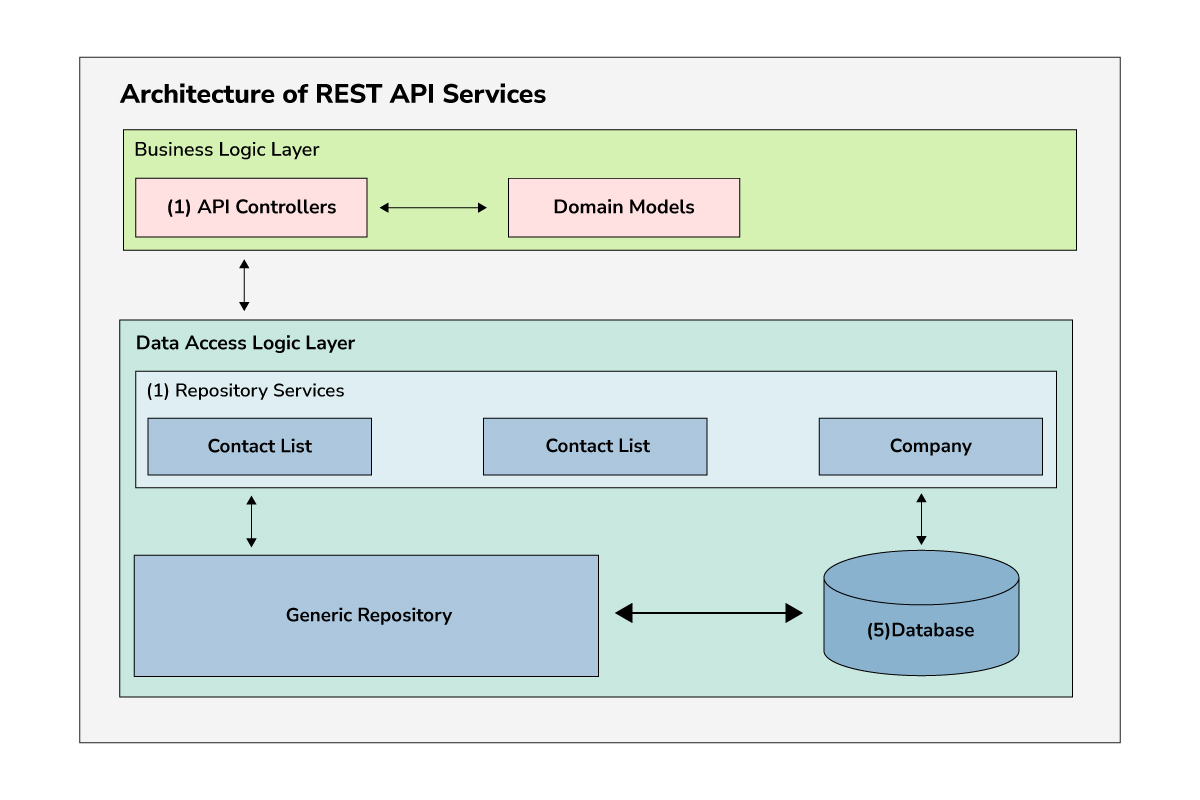 Architecture of REST API Services
Business Logic Layer
(1) API Controllers
Domain Models
Data Access Logic Layer
(1) Repository Services
Contact List
Contact List
Company
Generic Repository
(5)Database